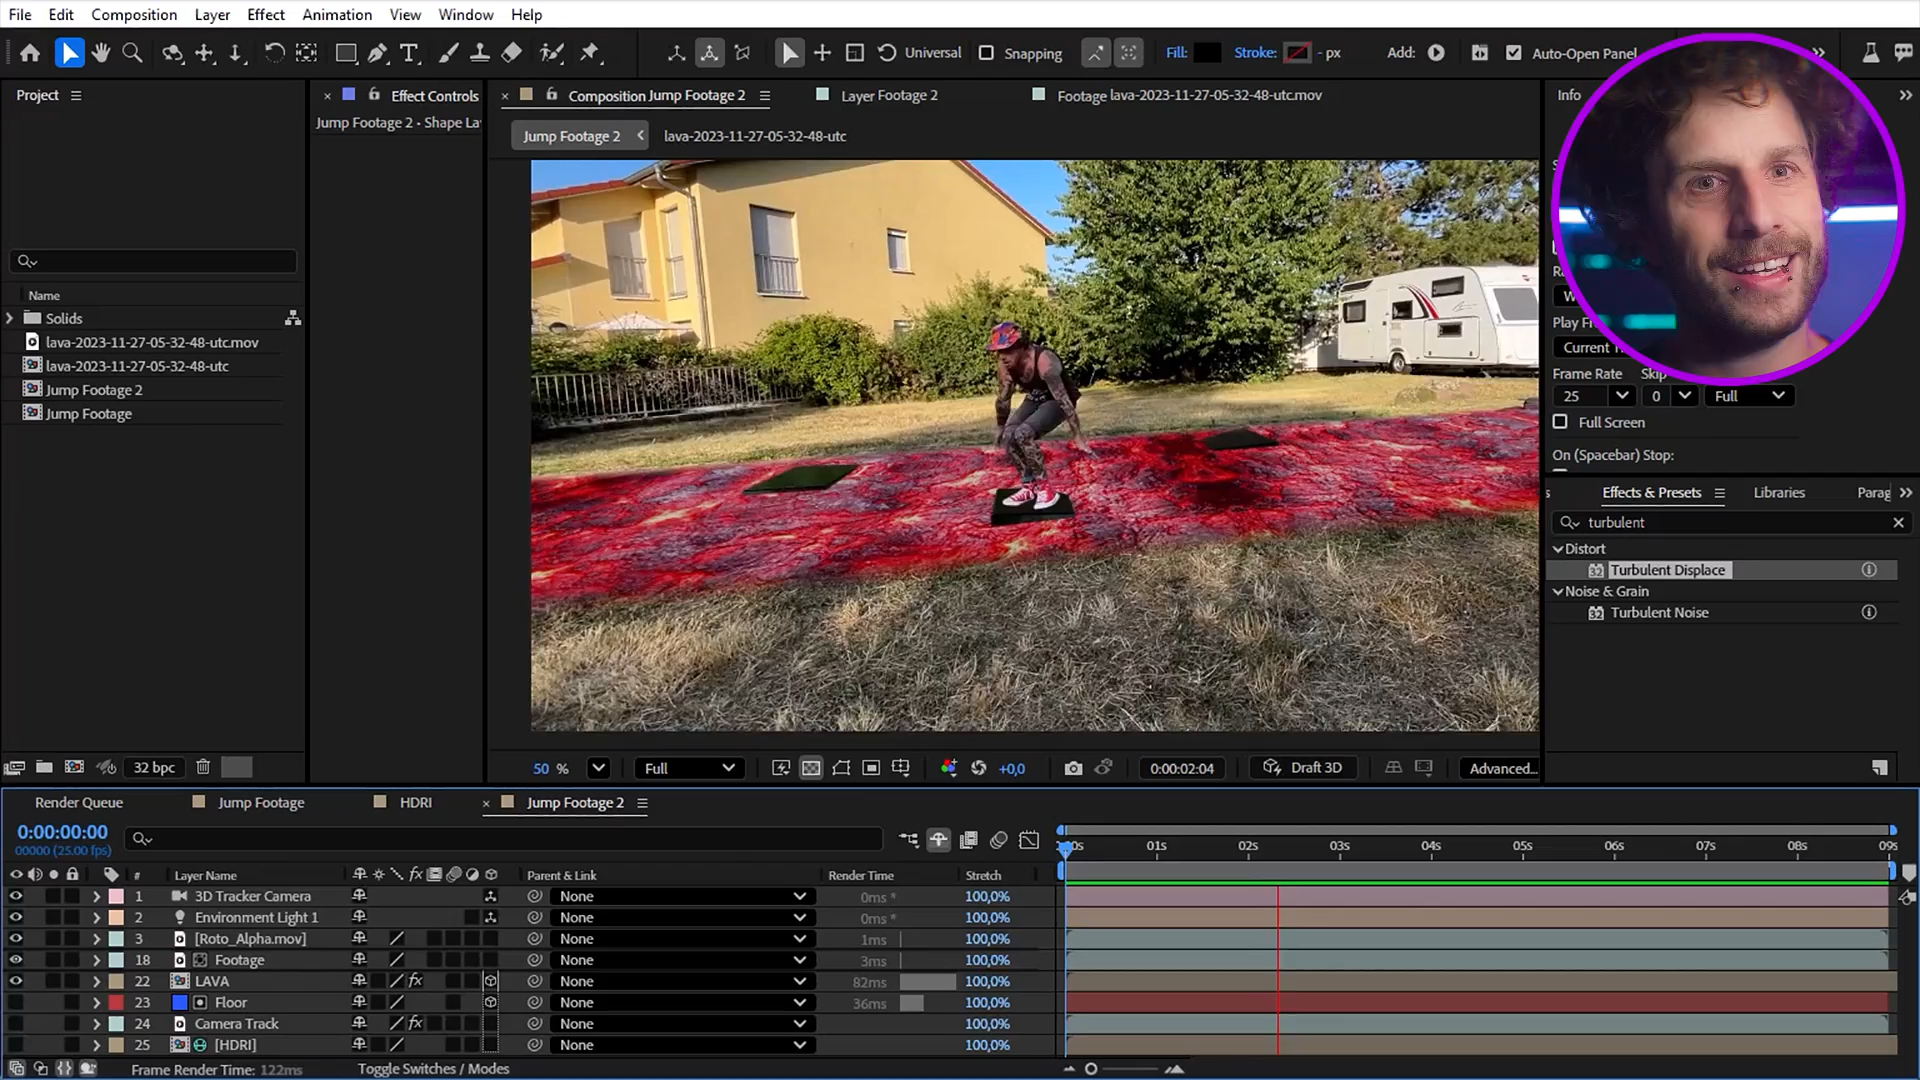 File Edit Composition Layer Effect Animation View Window Help
Universal Snapping Fill: Stroke: - px Add: Auto-Open Panel
Project
Effect Controls
Composition Jump Footage 2
Layer Footage 2
Footage lava-2023-11-27-05-32-48-utc.mov
Info
Jump Footage 2 • Shape La
Jump Footage 2 < lava-2023-11-27-05-32-48-utc
Name
Solids
lava-2023-11-27-05-32-48-utc.mov
lava-2023-11-27-05-32-48-utc
Jump Footage 2
Jump Footage
Play Fr
Current
Frame Rate Skip
25 0 Full
Full Screen
On (Spacebar) Stop:
Effects & Presets Libraries Parag
turbulent
Distort
32 Turbulent Displace
Noise & Grain
32 Turbulent Noise
32 bpc
50 % Full +0,0 0:00:02:04 Draft 3D Advanced...
Render Queue Jump Footage HDRI × Jump Footage 2
0:00:00:00
00000 (25.00 fps)
:00s 01s 02s 03s 04s 05s 06s 07s 08s 09s
# Layer Name fx Parent & Link Render Time Stretch
1 3D Tracker Camera None 0ms * 100,0%
2 Environment Light 1 None 0ms * 100,0%
3 [Roto_Alpha.mov] None 1ms 100,0%
18 Footage None 3ms 100,0%
22 LAVA fx None 82ms 100,0%
23 Floor None 36ms 100,0%
24 Camera Track fx None 100,0%
25 [HDRI] None 100,0%
Frame Render Time: 122ms Toggle Switches / Modes